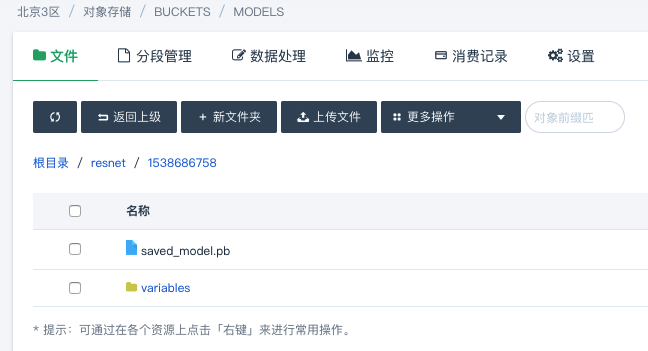 北京3区 / 对象存储 / BUCKETS / MODELS
文件 分段管理 数据处理 监控 消费记录 设置
返回上级 + 新文件夹 上传文件 更多操作 对象前缀匹
根目录 / resnet / 1538686758
名称
saved_model.pb
variables
* 提示：可通过在各个资源上点击「右键」来进行常用操作。